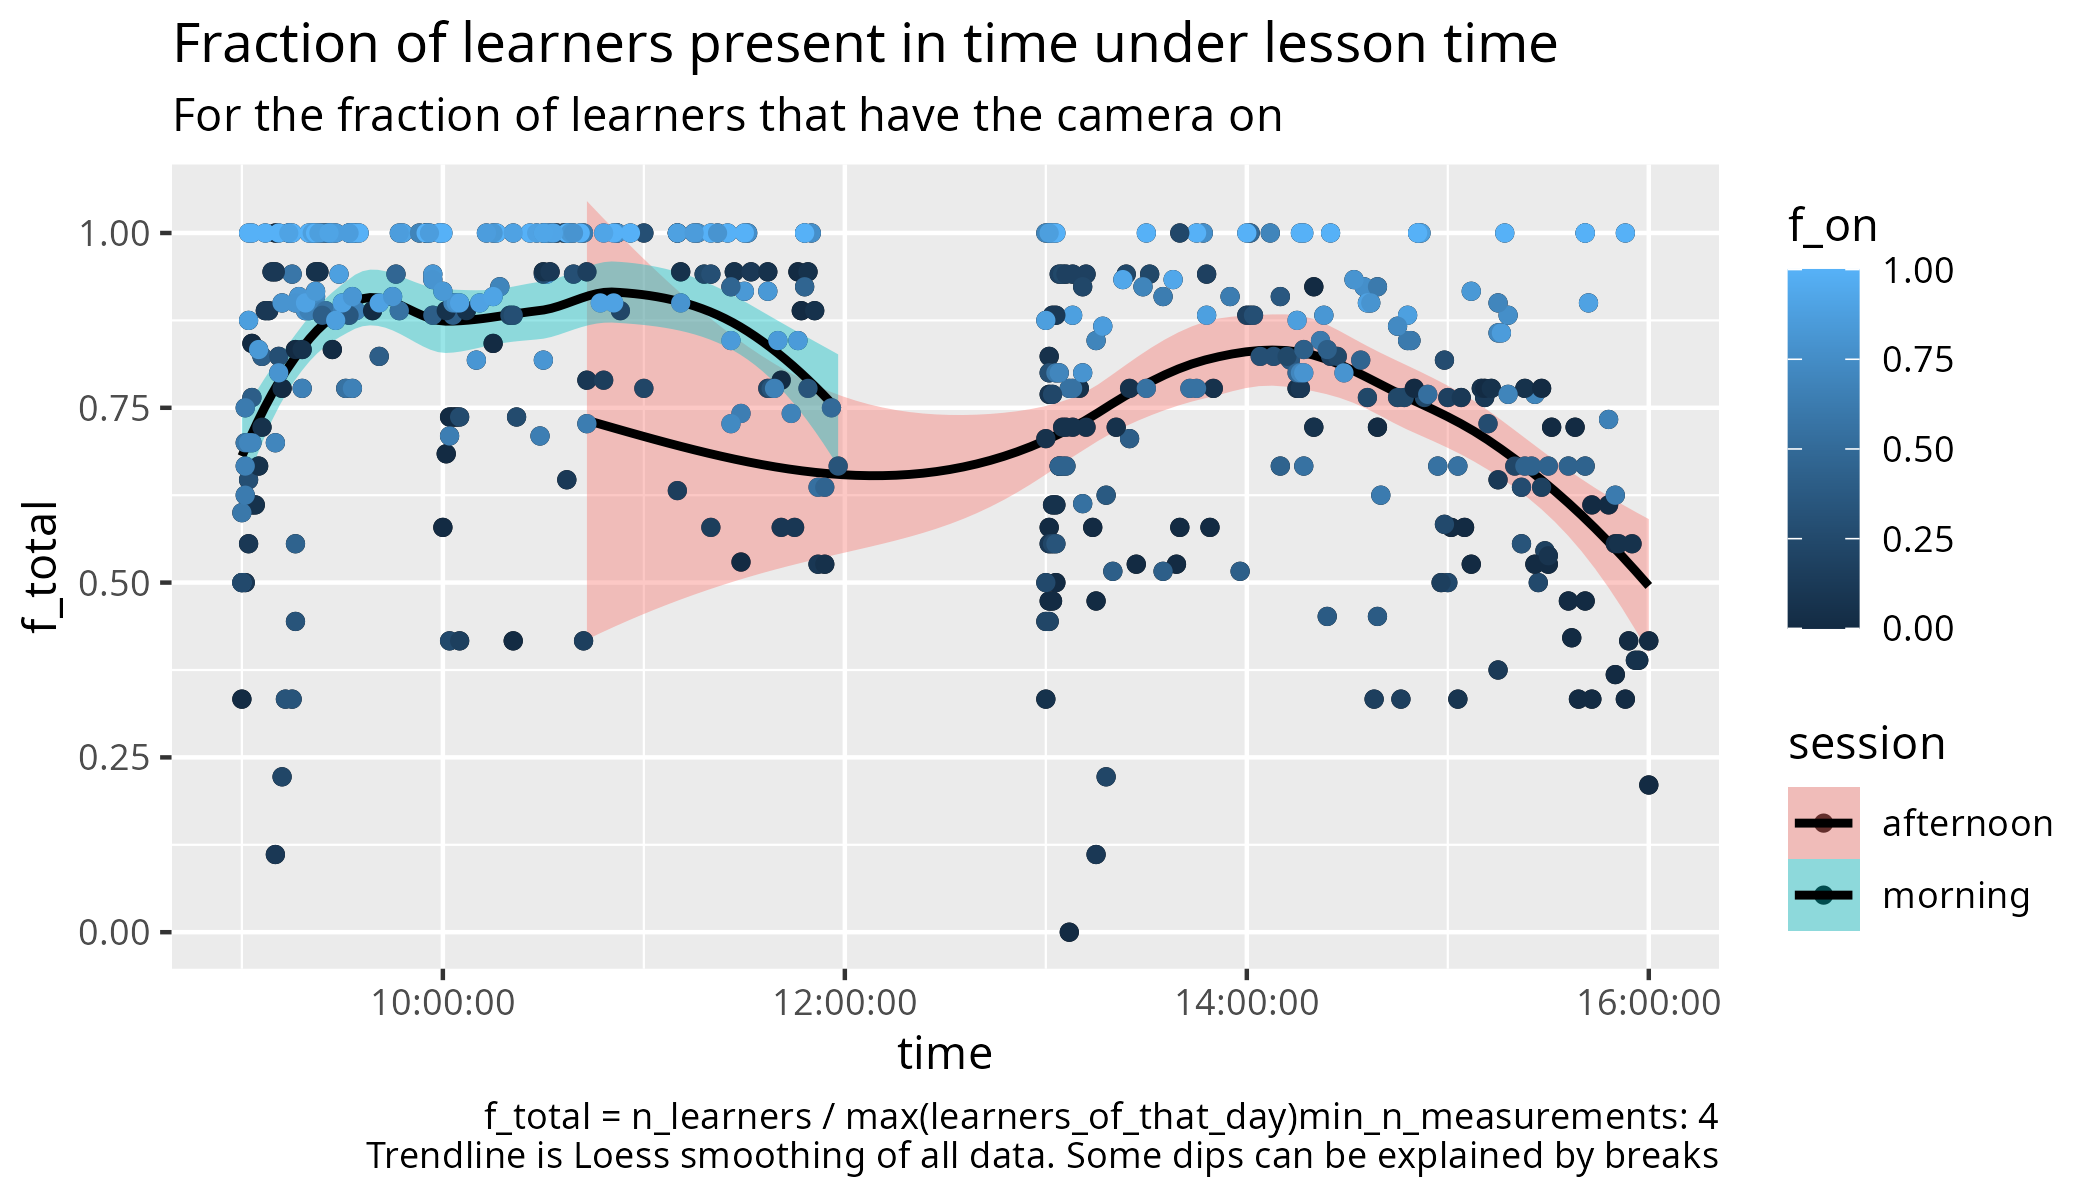 Fraction of learners present in time under lesson time
For the fraction of learners that have the camera on
f_total
1.00
0.75
0.50
0.25
0.00
10:00:00
12:00:00
14:00:00
16:00:00
time
f_on
1.00
0.75
0.50
0.25
0.00
session
afternoon
morning
f_total = n_learners / max(learners_of_that_day)min_n_measurements: 4
Trendline is Loess smoothing of all data. Some dips can be explained by breaks